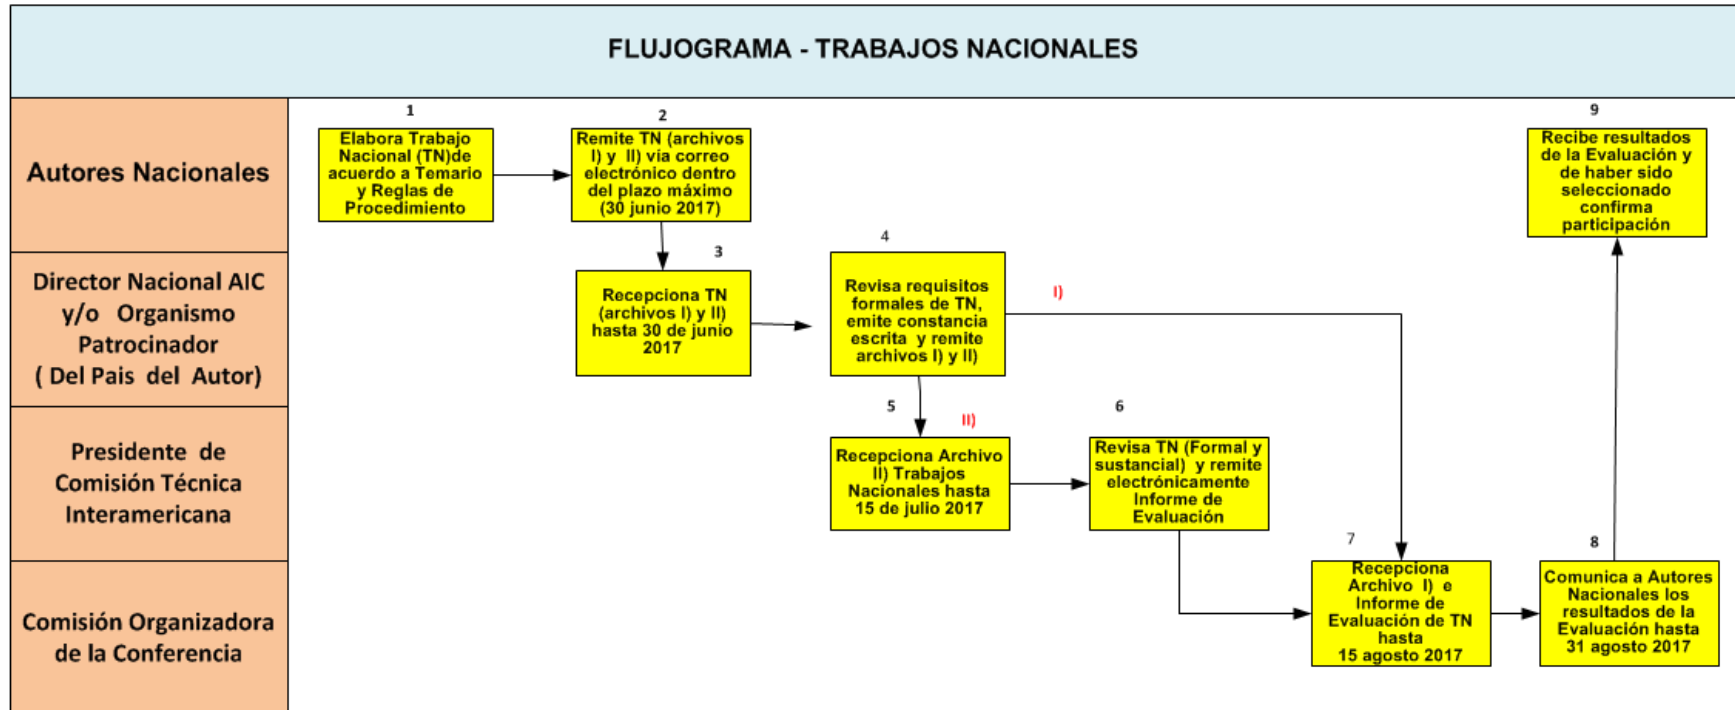 FLUJOGRAMA - TRABAJOS NACIONALES
Autores Nacionales
1
Elabora Trabajo
Nacional (TN)de
acuerdo a Temario
y Reglas de
Procedimiento
2
Remite TN (archivos
I) y II) via correo
electrónico dentro
del plazo máximo
(30 junio 2017)
9
Recibe resultados
de la Evaluación y
de haber sido
seleccionado
confirma
participación
Director Nacional AIC
y/o Organismo
Patrocinador
( Del Pais del Autor)
3
Recepciona TN
(archivos I) y II)
hasta 30 de junio
2017
4
Revisa requisitos
formales de TN,
emite constancia
escrita y remite
archivos I) y II)
I)
Presidente de
Comisión Técnica
Interamericana
5
II)
Recepciona Archivo
II) Trabajos
Nacionales hasta
15 de julio 2017
6
Revisa TN (Formal y
sustancial) y remite
electrónicamente
Informe de
Evaluación
Comisión Organizadora
de la Conferencia
7
Recepciona
Archivo I) e
Informe de
Evaluación de TN
hasta
15 agosto 2017
8
Comunica a Autores
Nacionales los
resultados de la
Evaluación hasta
31 agosto 2017